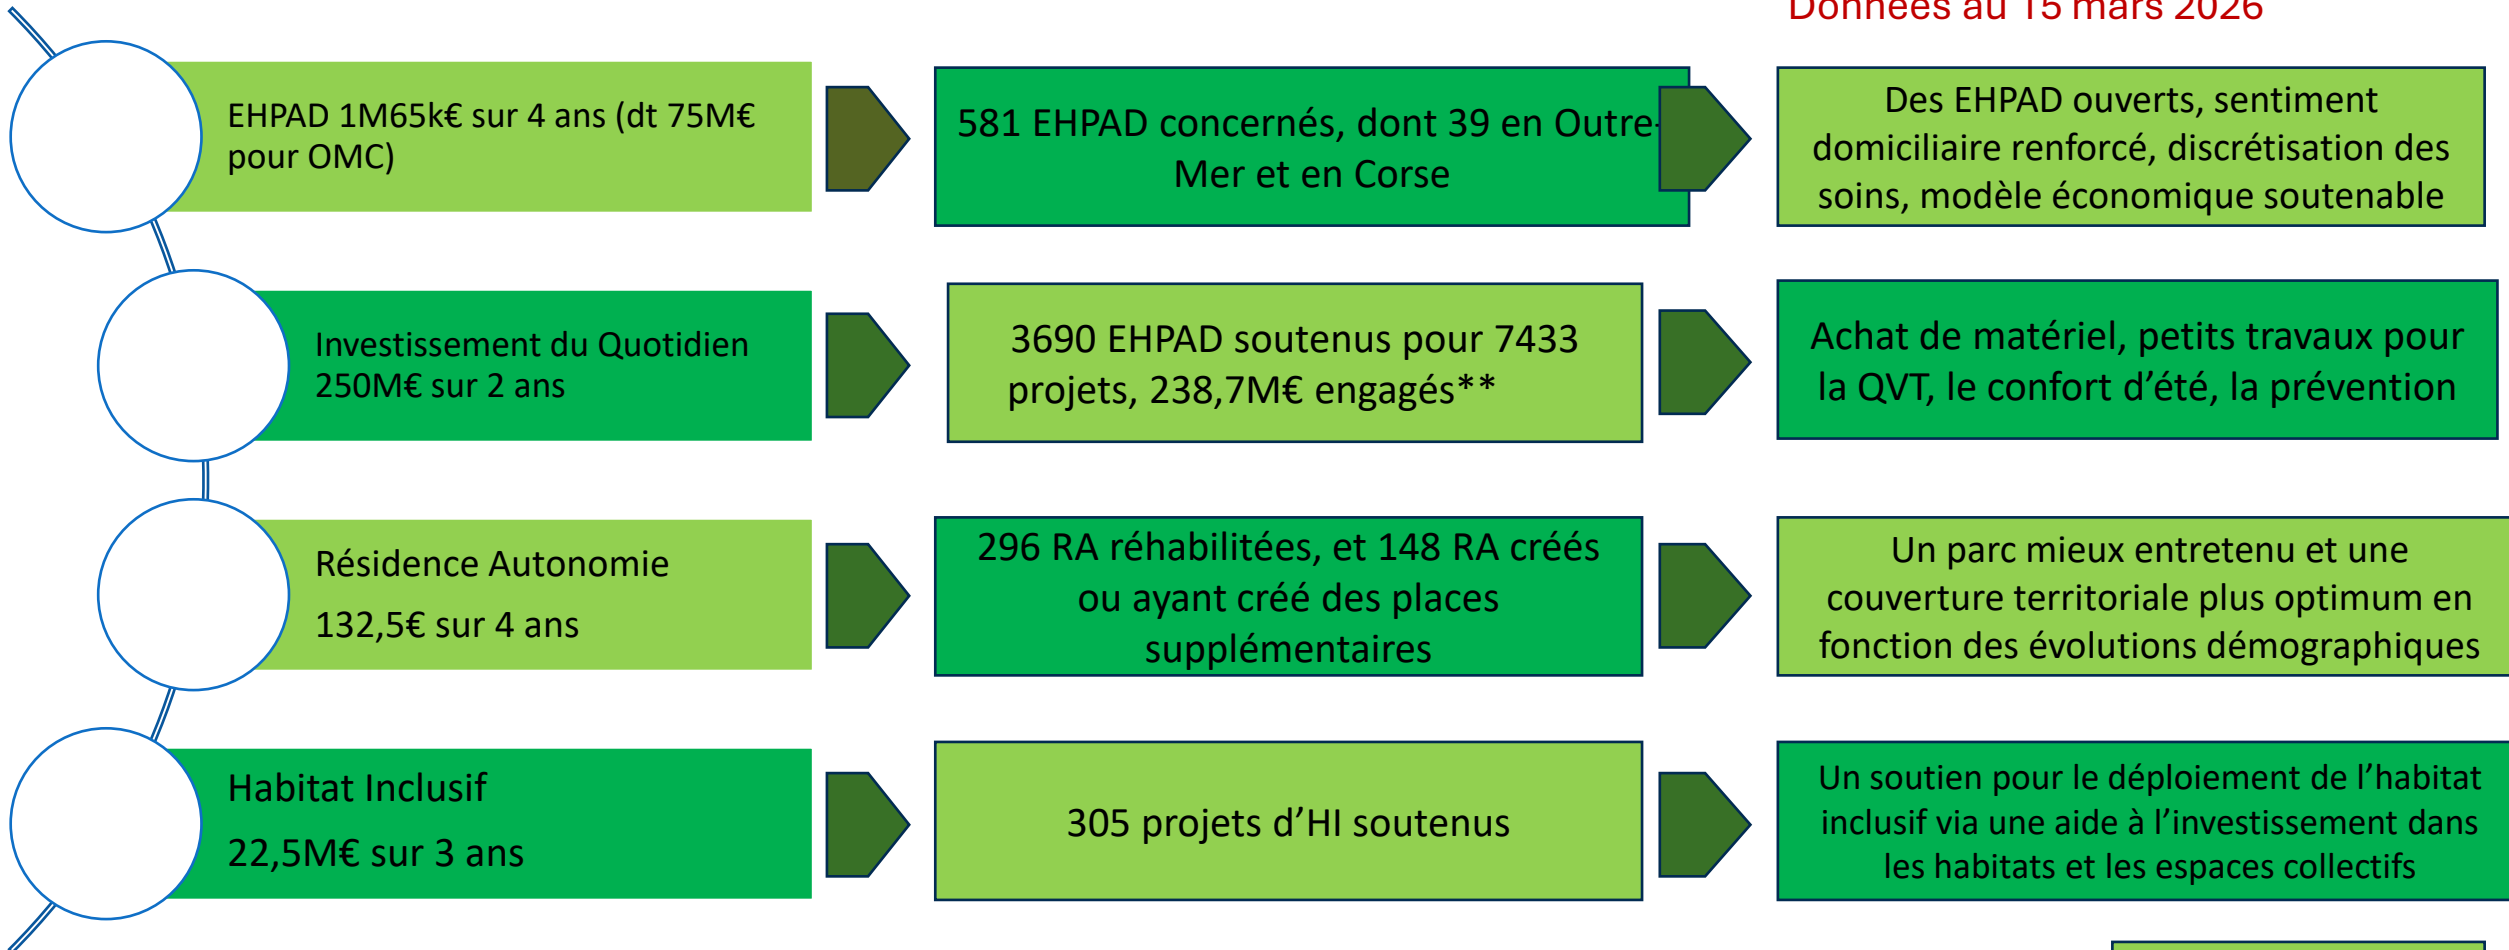 Données au 15 mars 2026
EHPAD 1M65k€ sur 4 ans (dt 75M€
pour OMC)
581 EHPAD concernés, dont 39 en Outre-
Mer et en Corse
Des EHPAD ouverts, sentiment
domiciliaire renforcé, discrétisation des
soins, modèle économique soutenable
Investissement du Quotidien
250M€ sur 2 ans
3690 EHPAD soutenus pour 7433
projets, 238,7M€ engagés**
Achat de matériel, petits travaux pour
la QVT, le confort d’été, la prévention
Résidence Autonomie
132,5€ sur 4 ans
296 RA réhabilitées, et 148 RA créés
ou ayant créé des places
supplémentaires
Un parc mieux entretenu et une
couverture territoriale plus optimum en
fonction des évolutions démographiques
Habitat Inclusif
22,5M€ sur 3 ans
305 projets d’HI soutenus
Un soutien pour le déploiement de l’habitat
inclusif via une aide à l’investissement dans
les habitats et les espaces collectifs